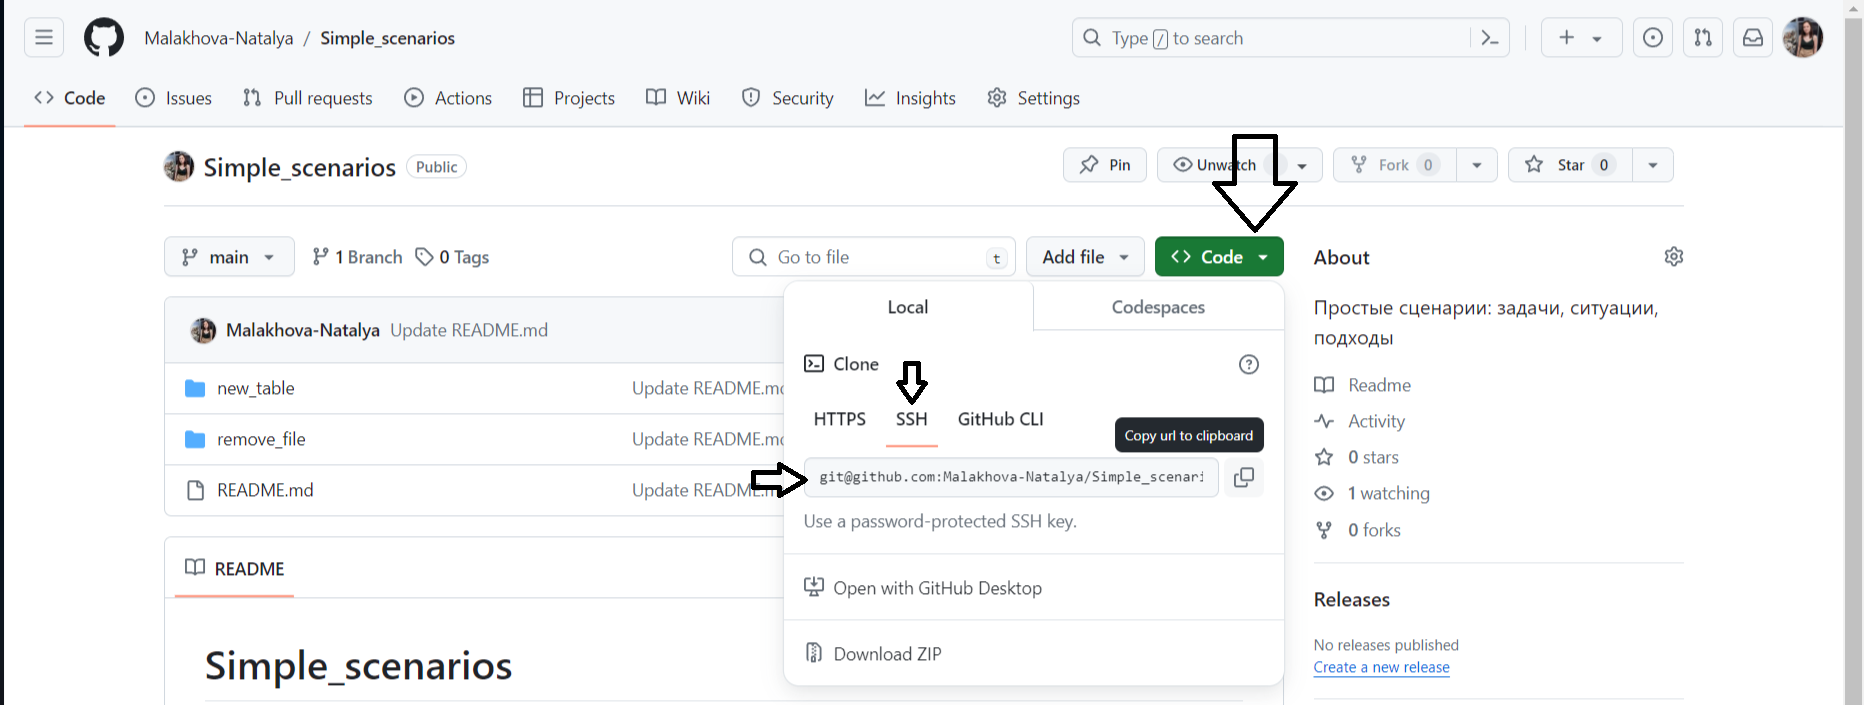 Malakhova-Natalya / Simple_scenarios
Type / to search
Code Issues Pull requests Actions Projects Wiki Security Insights Settings
Simple_scenarios Public
Pin Unwatch Fork 0 Star 0
main 1 Branch 0 Tags
Go to file t Add file Code
Malakhova-Natalya Update README.md
new_table Update README.md
remove_file Update README.md
README.md Update README.m
README
Simple_scenarios
Local Codespaces
Clone
HTTPS SSH GitHub CLI
Copy url to clipboard
git@github.com:Malakhova-Natalya/Simple_scenari
Use a password-protected SSH key.
Open with GitHub Desktop
Download ZIP
About
Простые сценарии: задачи, ситуации,
подходы
Readme
Activity
0 stars
1 watching
0 forks
Releases
No releases published
Create a new release